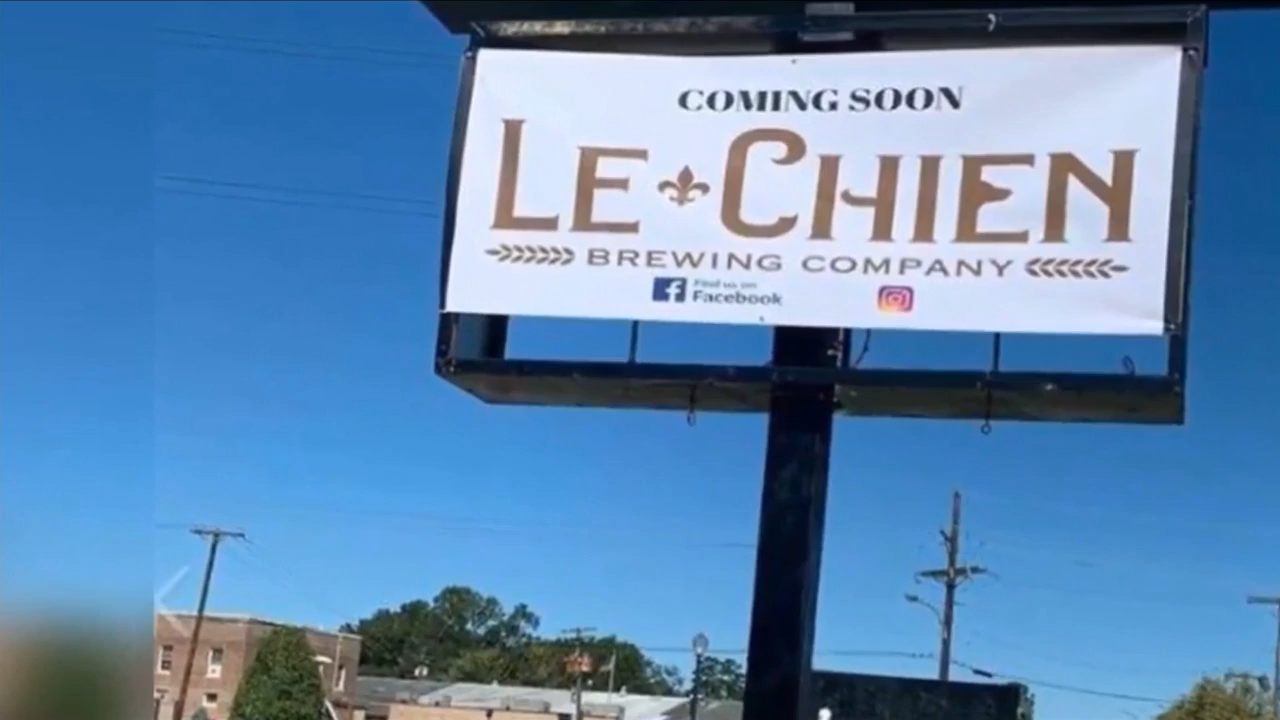 COMING SOON
LE CHIEN
BREWING COMPANY
Find us on
Facebook